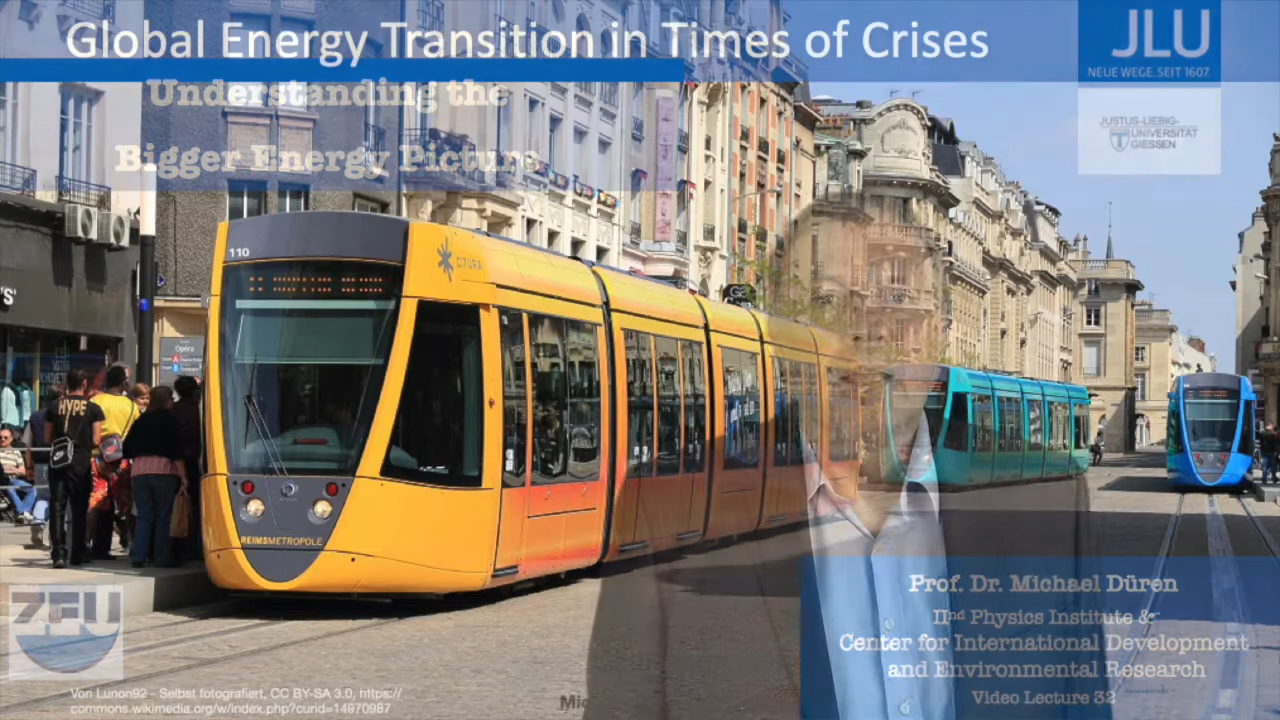 Global Energy Transition in Times of Crises
Understanding the
Bigger Energy Picture
JLU
NEUE WEGE. SEIT 1607.
JUSTUS-LIEBIG-
UNIVERSITÄT
GIESSEN
110
CITURA
Opéra
A
B
HYPE
REIMSMETROPOLE
ZEU
Prof. Dr. Michael Düren
IInd Physics Institute &
Center for International Development
and Environmental Research
Video Lecture 32
Von Lunon92 - Selbst fotografiert, CC BY-SA 3.0, https://
commons.wikimedia.org/w/index.php?curid=14970987